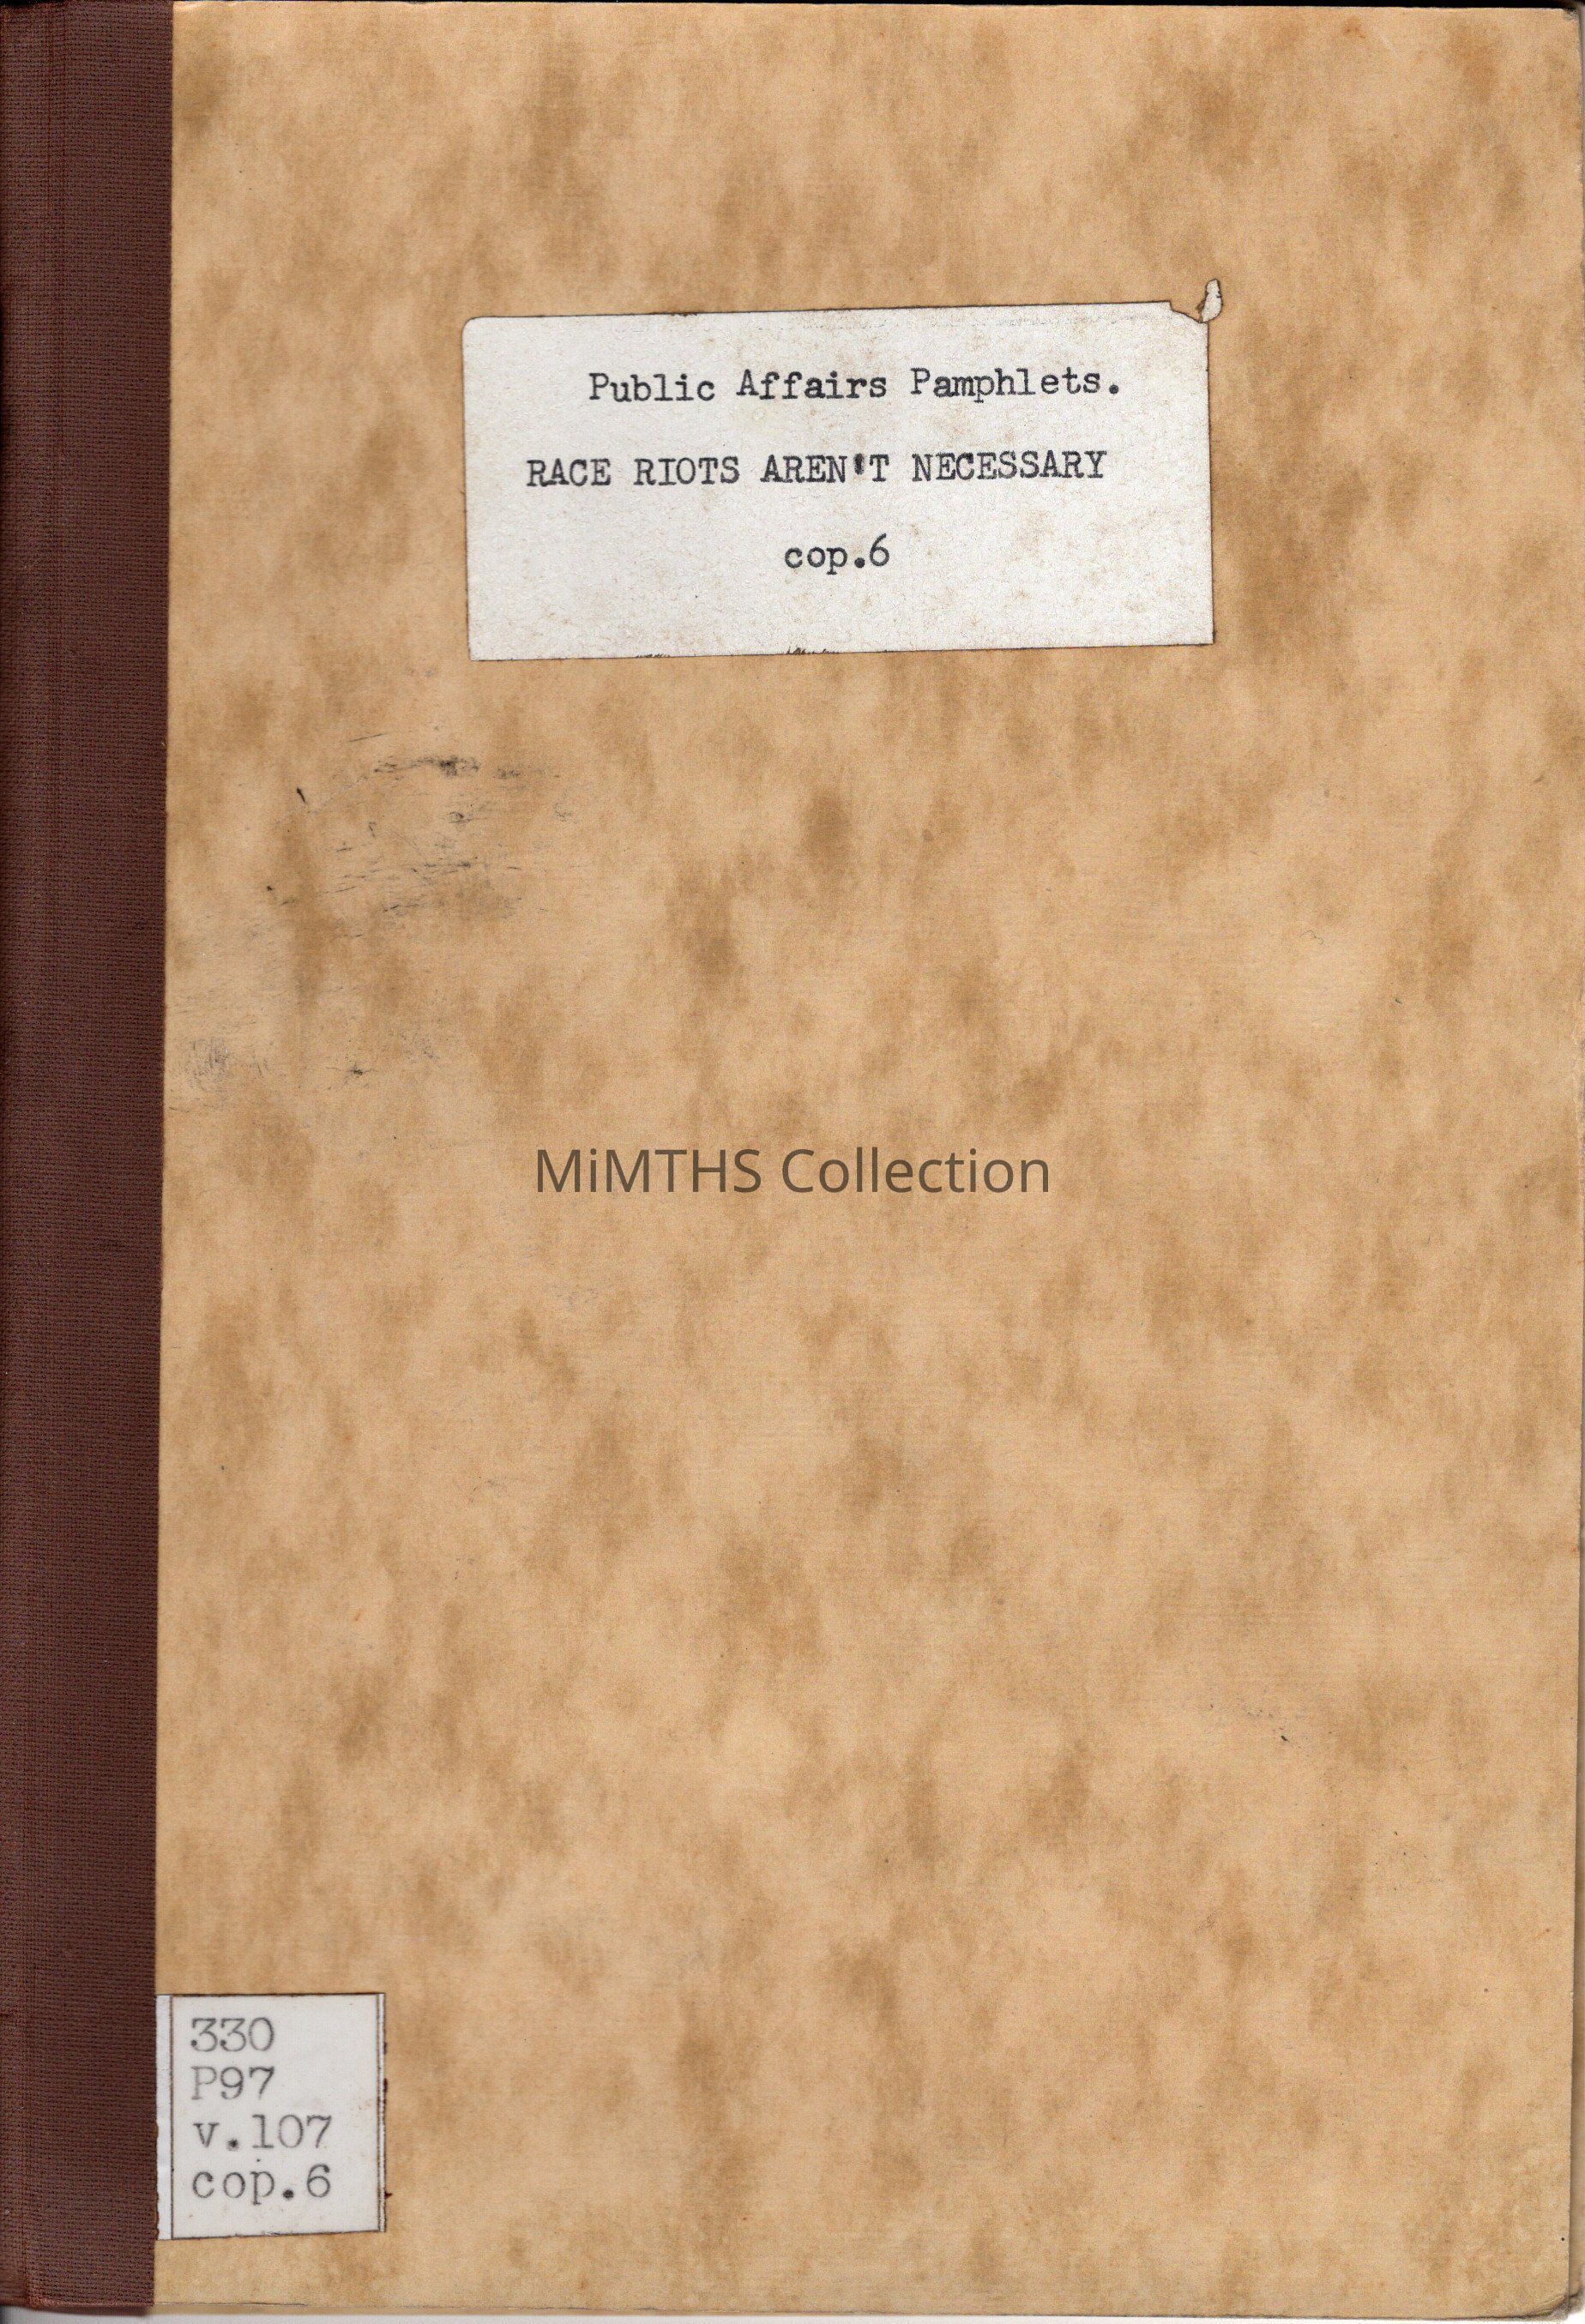 Public Affairs Pamphlets.
RACE RIOTS AREN'T NECESSARY
cop.6
MiMTHS Collection
330
P97
v.107
cop.6